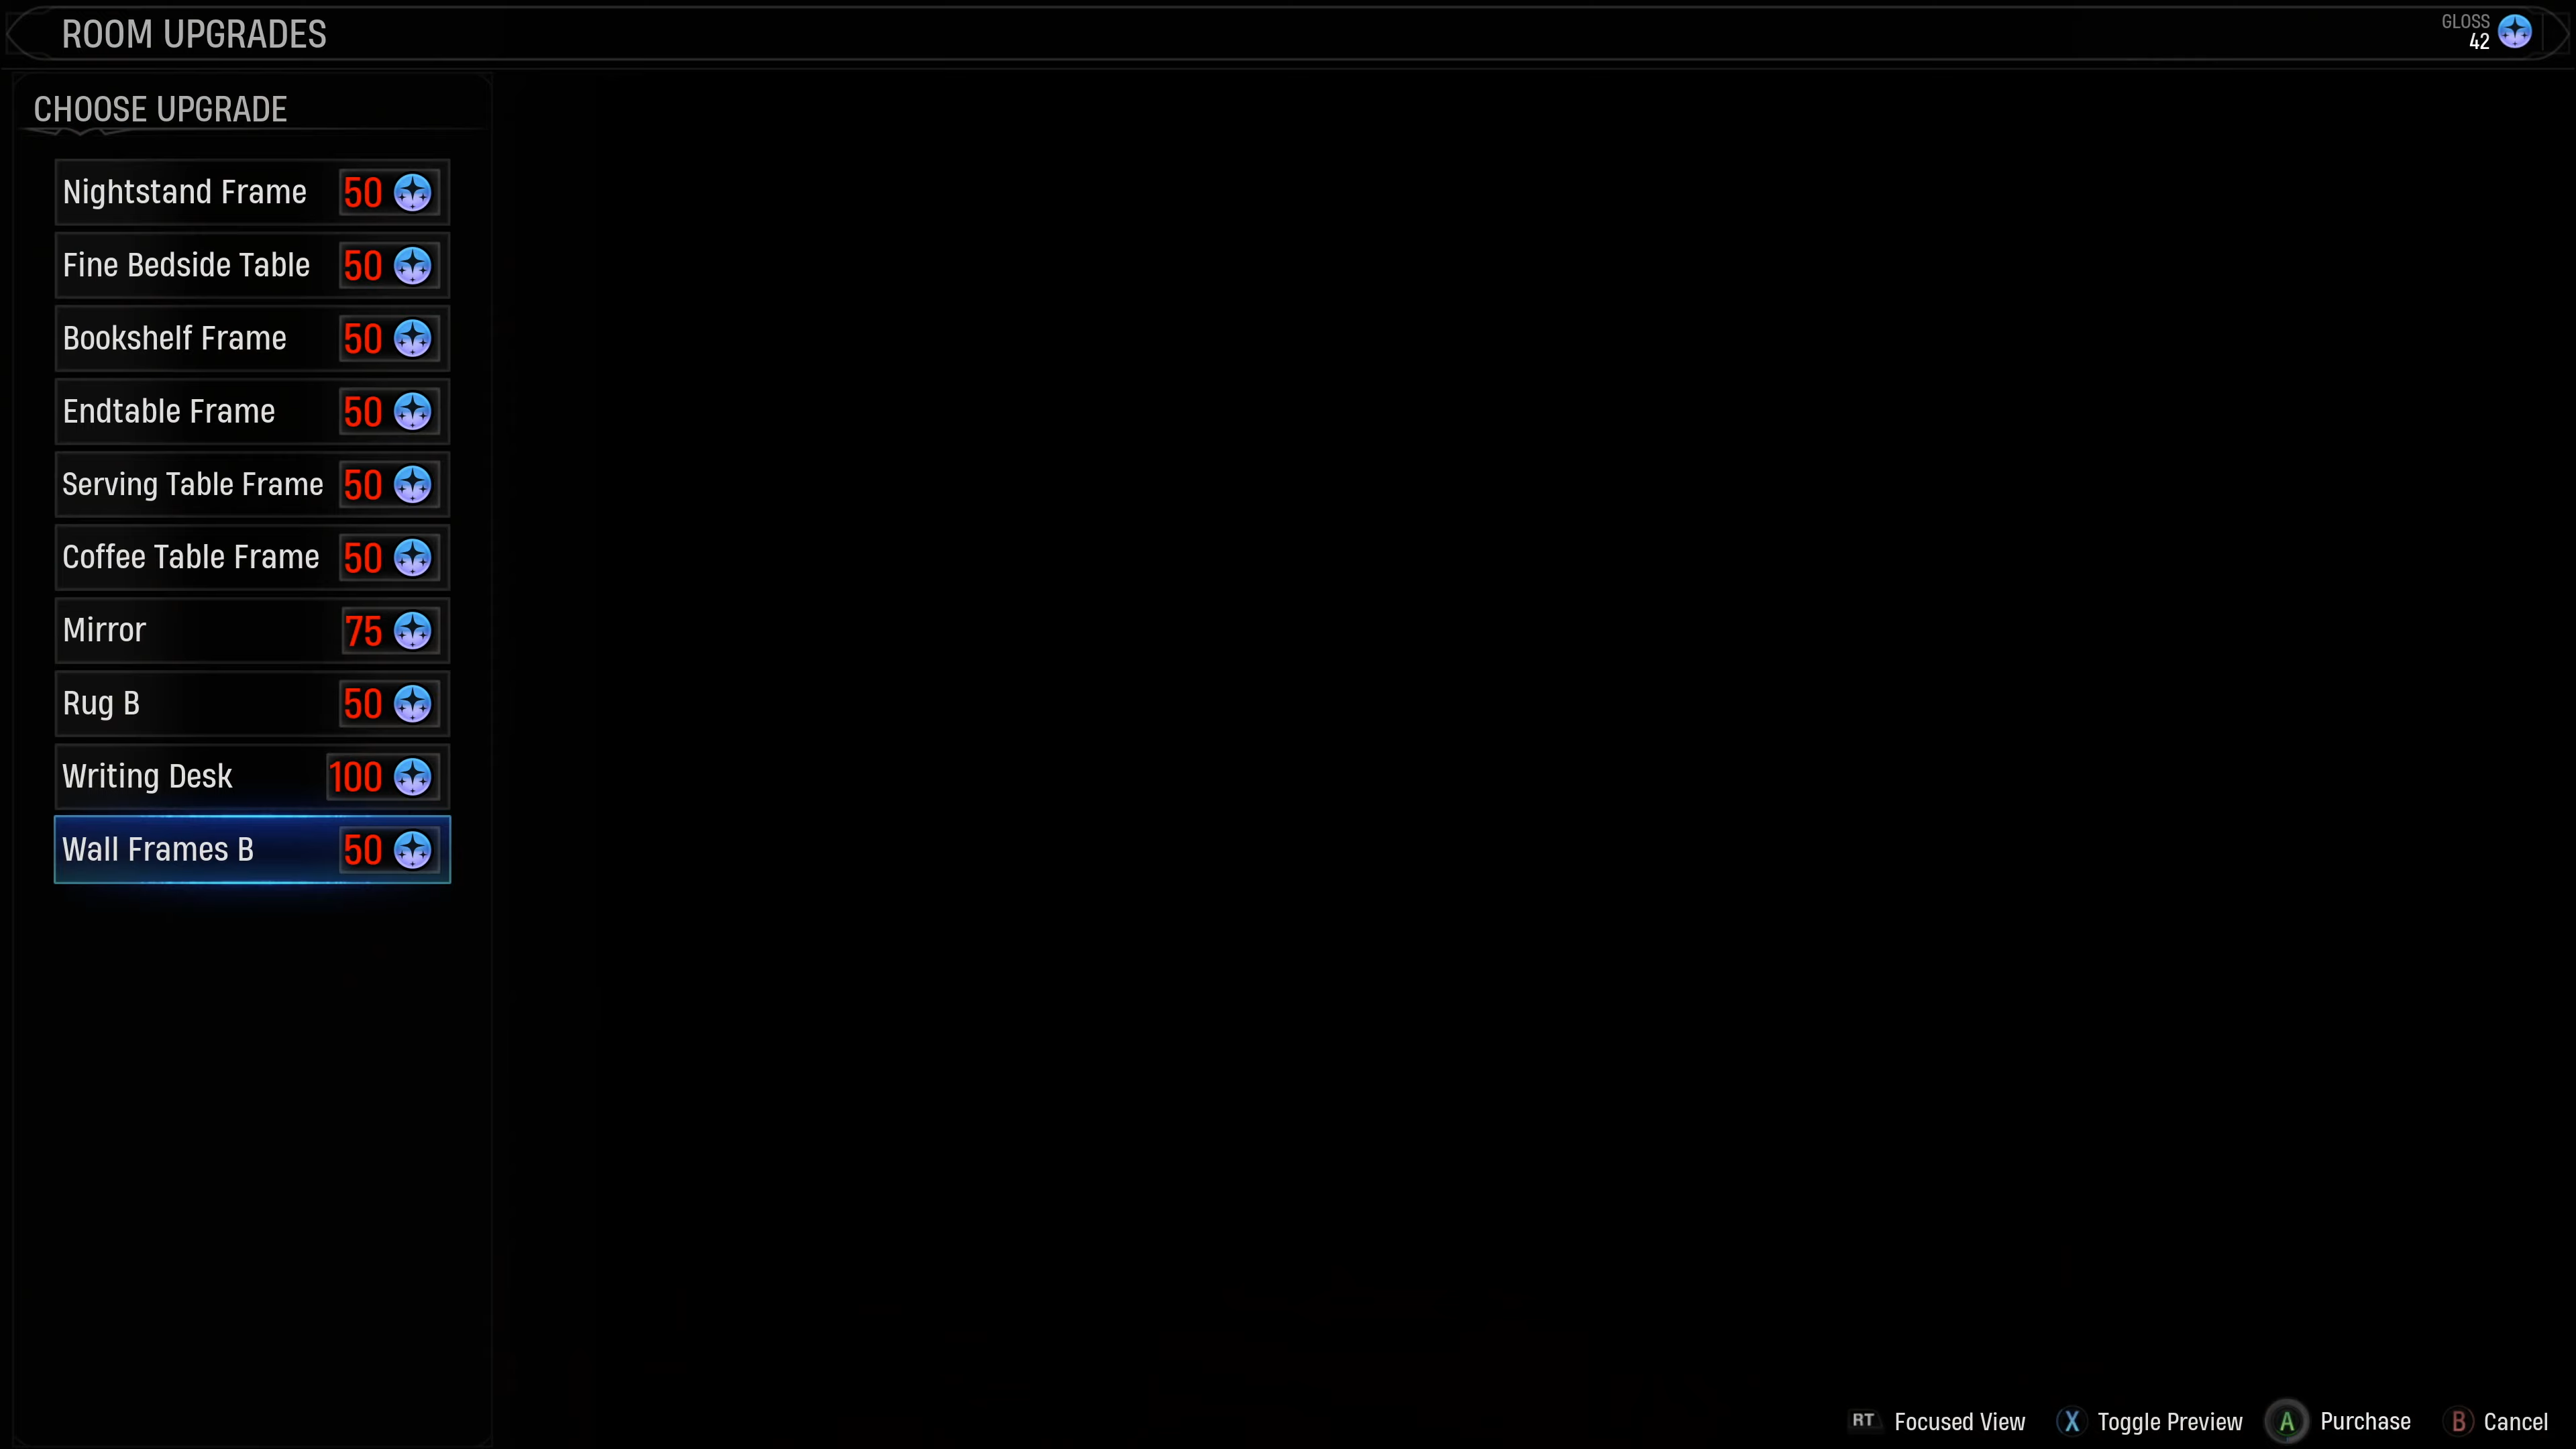 ROOM UPGRADES
GLOSS
42
CHOOSE UPGRADE
Nightstand Frame 50
Fine Bedside Table 50
Bookshelf Frame 50
Endtable Frame 50
Serving Table Frame 50
Coffee Table Frame 50
Mirror 75
Rug B 50
Writing Desk 100
Wall Frames B 50
RT Focused View X Toggle Preview A Purchase B Cancel